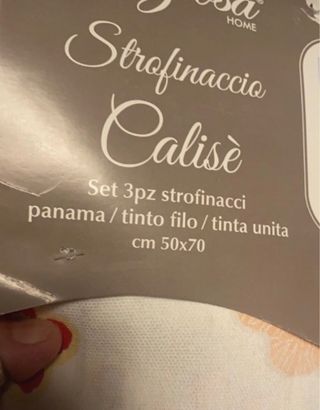 HOME
Strofinaccio
Calisè
Set 3pz strofinacci
panama / tinto filo / tinta unita
cm 50x70